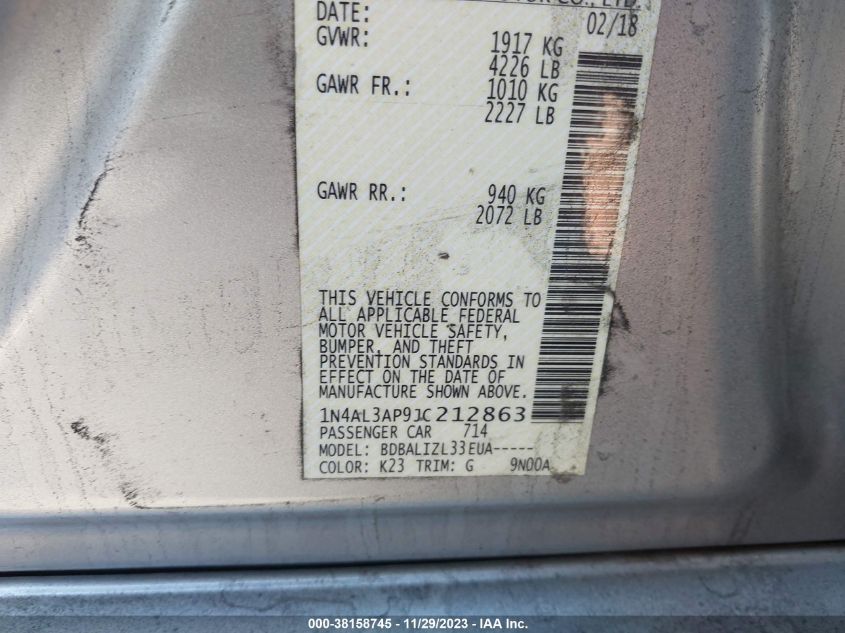 CO., LTD.
DATE: 02/18
GVWR: 1917 KG
4226 LB
GAWR FR.: 1010 KG
2227 LB
GAWR RR.: 940 KG
2072 LB
THIS VEHICLE CONFORMS TO
ALL APPLICABLE FEDERAL
MOTOR VEHICLE SAFETY,
BUMPER, AND THEFT
PREVENTION STANDARDS IN
EFFECT ON THE DATE OF
MANUFACTURE SHOWN ABOVE.
1N4AL3AP9JC212863
PASSENGER CAR 714
MODEL: BDBALIZL33EUA-----
COLOR: K23 TRIM: G 9N00A
000-38158745 - 11/29/2023 - IAA Inc.